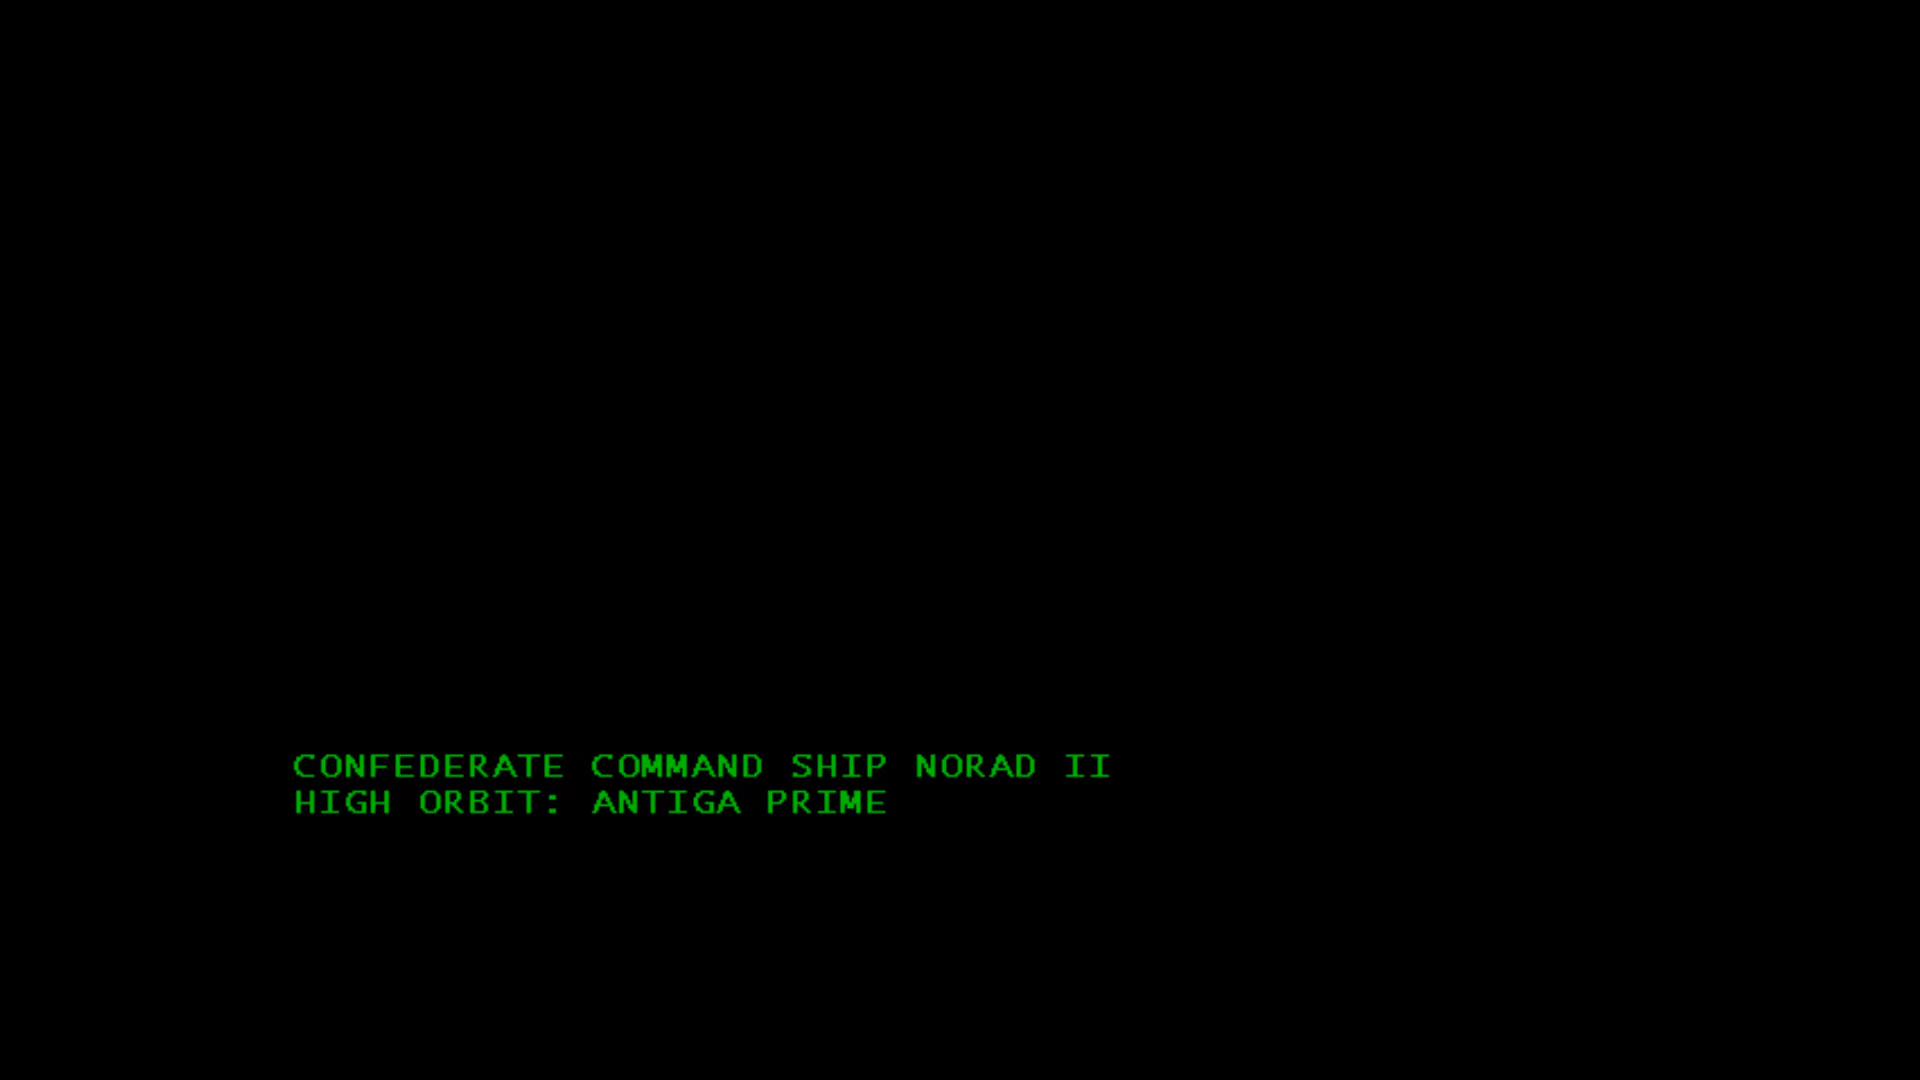 CONFEDERATE COMMAND SHIP NORAD II
HIGH ORBIT: ANTIGA PRIME